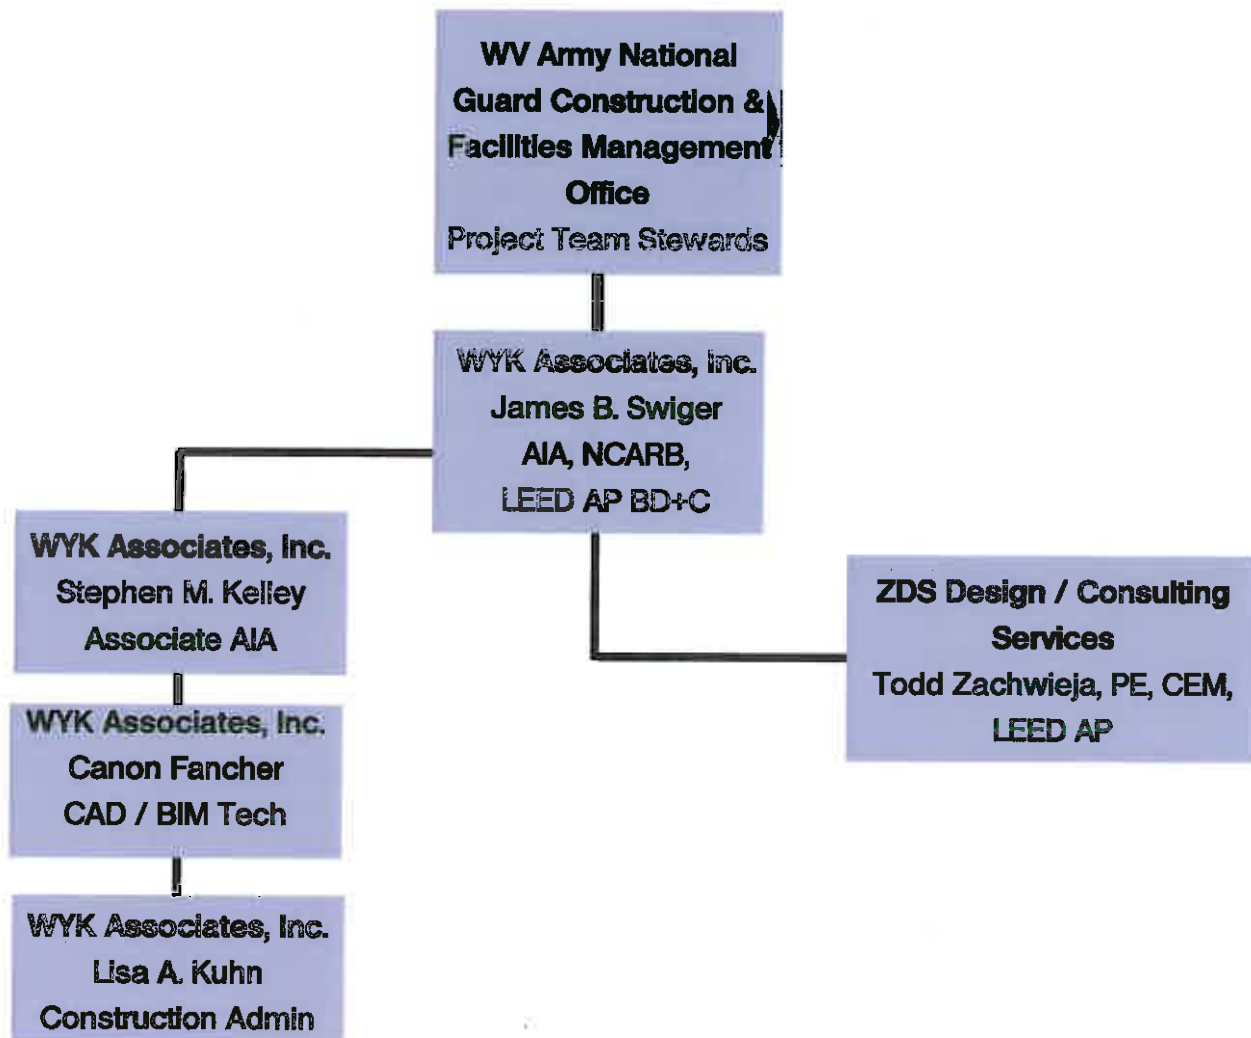 WV Army National
Guard Construction &
Facilities Management
Office
Project Team Stewards
WYK Associates, Inc.
James B. Swiger
AIA, NCARB,
LEED AP BD+C
WYK Associates, Inc.
Stephen M. Kelley
Associate AIA
ZDS Design / Consulting
Services
Todd Zachwieja, PE, CEM,
LEED AP
WYK Associates, Inc.
Canon Fancher
CAD / BIM Tech
WYK Associates, Inc.
Lisa A. Kuhn
Construction Admin